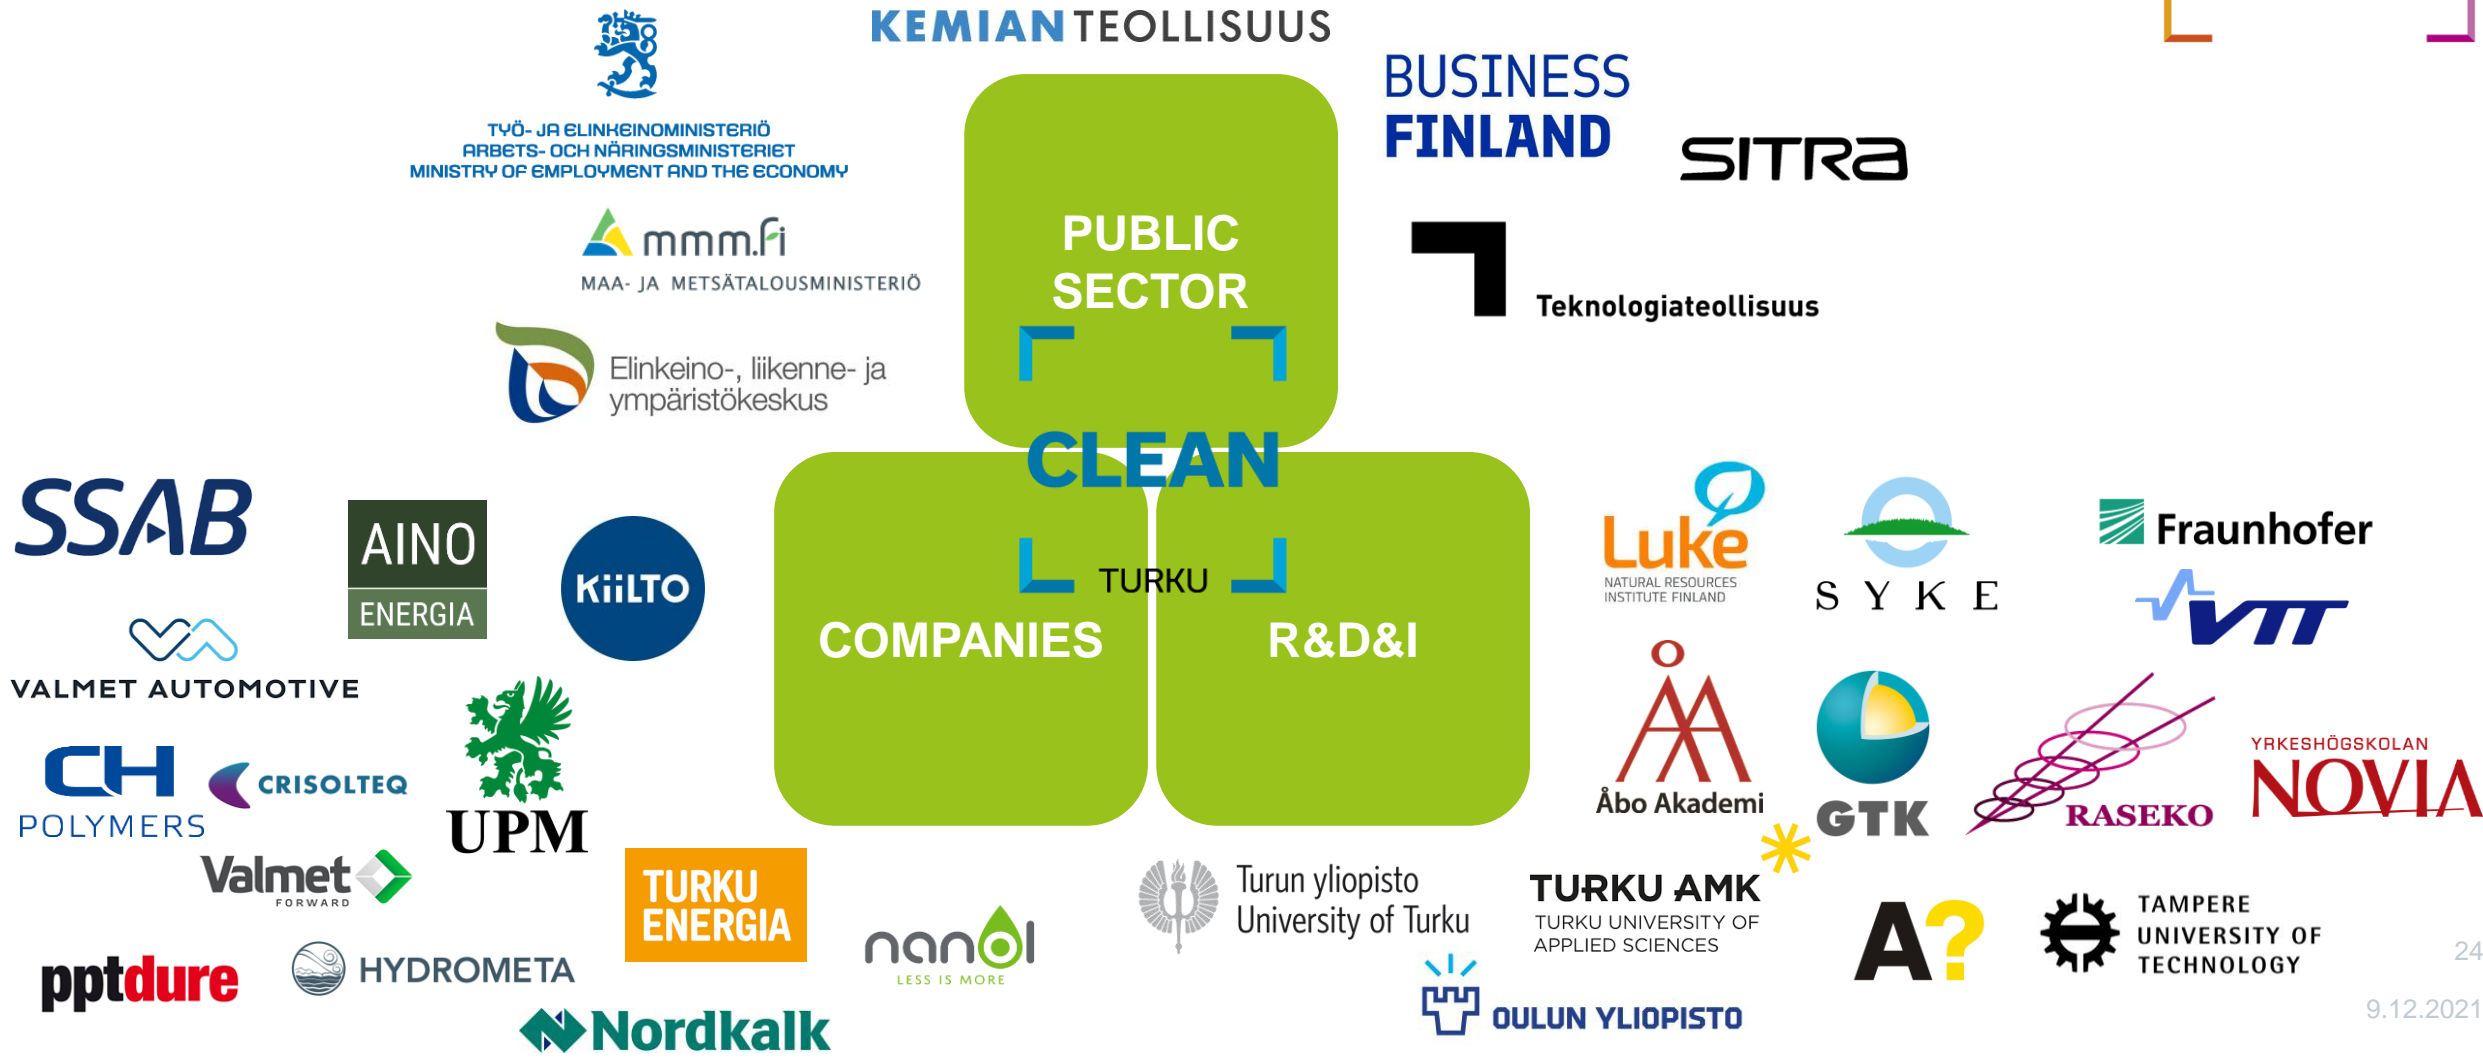 KEMIANTEOLLISUUS
TYÖ- JA ELINKEINOMINISTERIÖ
ARBETS- OCH NÄRINGSMINISTERIET
MINISTRY OF EMPLOYMENT AND THE ECONOMY
BUSINESS
FINLAND
SITRA
mmm.fi
MAA- JA METSÄTALOUSMINISTERIÖ
PUBLIC
SECTOR
Teknologiateollisuus
Elinkeino-, liikenne- ja
ympäristökeskus
CLEAN
TURKU
COMPANIES
R&D&I
SSAB
AINO
ENERGIA
KiiLTO
VALMET AUTOMOTIVE
CH
POLYMERS
CRISOLTEQ
UPM
Valmet
FORWARD
TURKU
ENERGIA
nanol
LESS IS MORE
pptdure
HYDROMETA
Nordkalk
Luke
NATURAL RESOURCES
INSTITUTE FINLAND
SYKE
Fraunhofer
VTT
Å
AA
Åbo Akademi
GTK
RASEKO
YRKESHÖGSKOLAN
NOVIA
Turun yliopisto
University of Turku
TURKU AMK
TURKU UNIVERSITY OF
APPLIED SCIENCES
A?
TAMPERE
UNIVERSITY OF
TECHNOLOGY
OULUN YLIOPISTO
24
9.12.2021